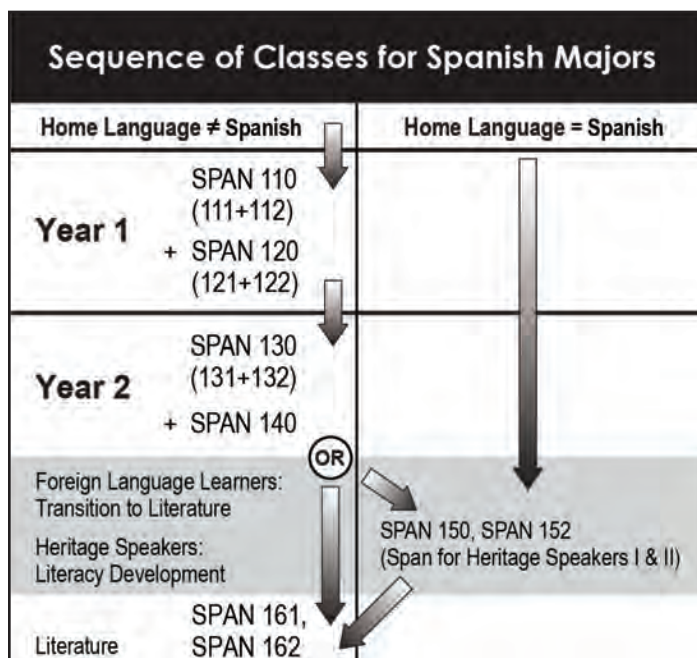 Sequence of Classes for Spanish Majors
Home Language ≠ Spanish
Home Language = Spanish
Year 1
SPAN 110
(111+112)
+ SPAN 120
(121+122)
Year 2
SPAN 130
(131+132)
+ SPAN 140
OR
Foreign Language Learners:
Transition to Literature
Heritage Speakers:
Literacy Development
SPAN 150, SPAN 152
(Span for Heritage Speakers I & II)
Literature
SPAN 161,
SPAN 162